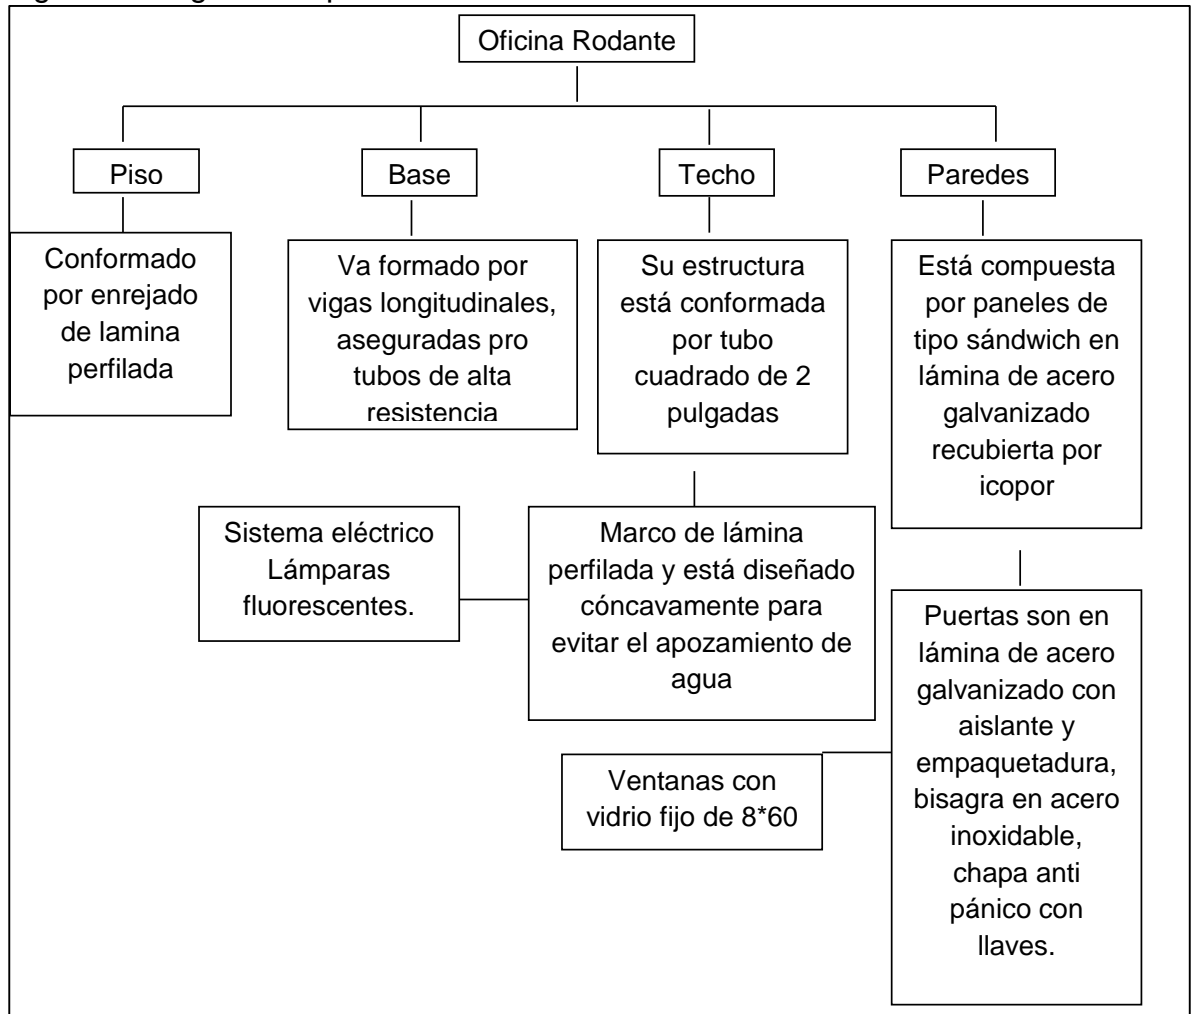 Oficina Rodante
Piso
Base
Techo
Paredes
Conformado
por enrejado
de lamina
perfilada
Va formado por
vigas longitudinales,
aseguradas pro
tubos de alta
resistencia
Su estructura
está conformada
por tubo
cuadrado de 2
pulgadas
Está compuesta
por paneles de
tipo sándwich en
lámina de acero
galvanizado
recubierta por
icopor
Sistema eléctrico
Lámparas
fluorescentes.
Marco de lámina
perfilada y está diseñado
cóncavamente para
evitar el apozamiento de
agua
Puertas son en
lámina de acero
galvanizado con
aislante y
empaquetadura,
bisagra en acero
inoxidable,
chapa anti
pánico con
llaves.
Ventanas con
vidrio fijo de 8*60